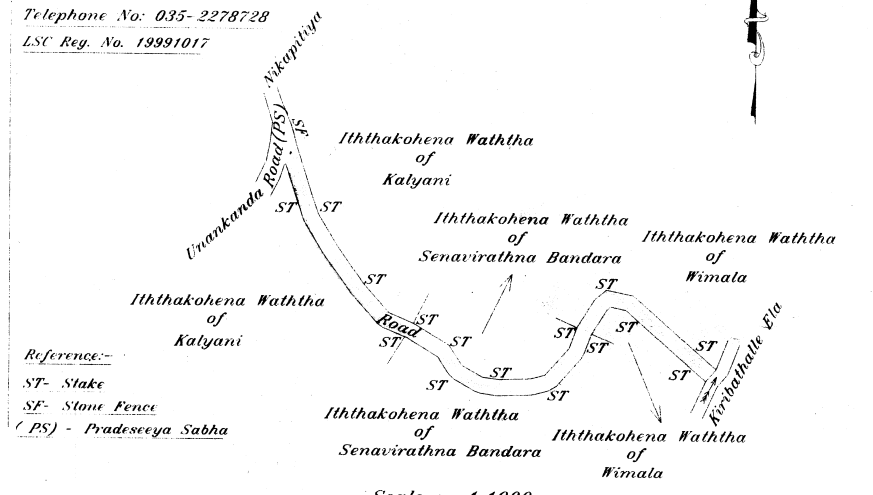 Telephone No: 035-2278728
LSC Reg. No. 19991017
Nikapitiya
Road(PS)
SF
Unankanda
Iththakohena Waththa
of
Kalyani
ST
ST
ST
Iththakohena Waththa
of
Senavirathna Bandara
Iththakohena Waththa
of
Wimala
Iththakohena Waththa
of
Kalyani
Road
ST
ST
ST
ST
ST
ST
ST
ST
ST
ST
ST
ST
Kiribathalle Ela
Iththakohena Waththa
of
Senavirathna Bandara
Iththakohena Waththa
of
Wimala
Reference:-
ST- Stake
SF- Stone Fence
(PS) - Pradeseeya Sabha